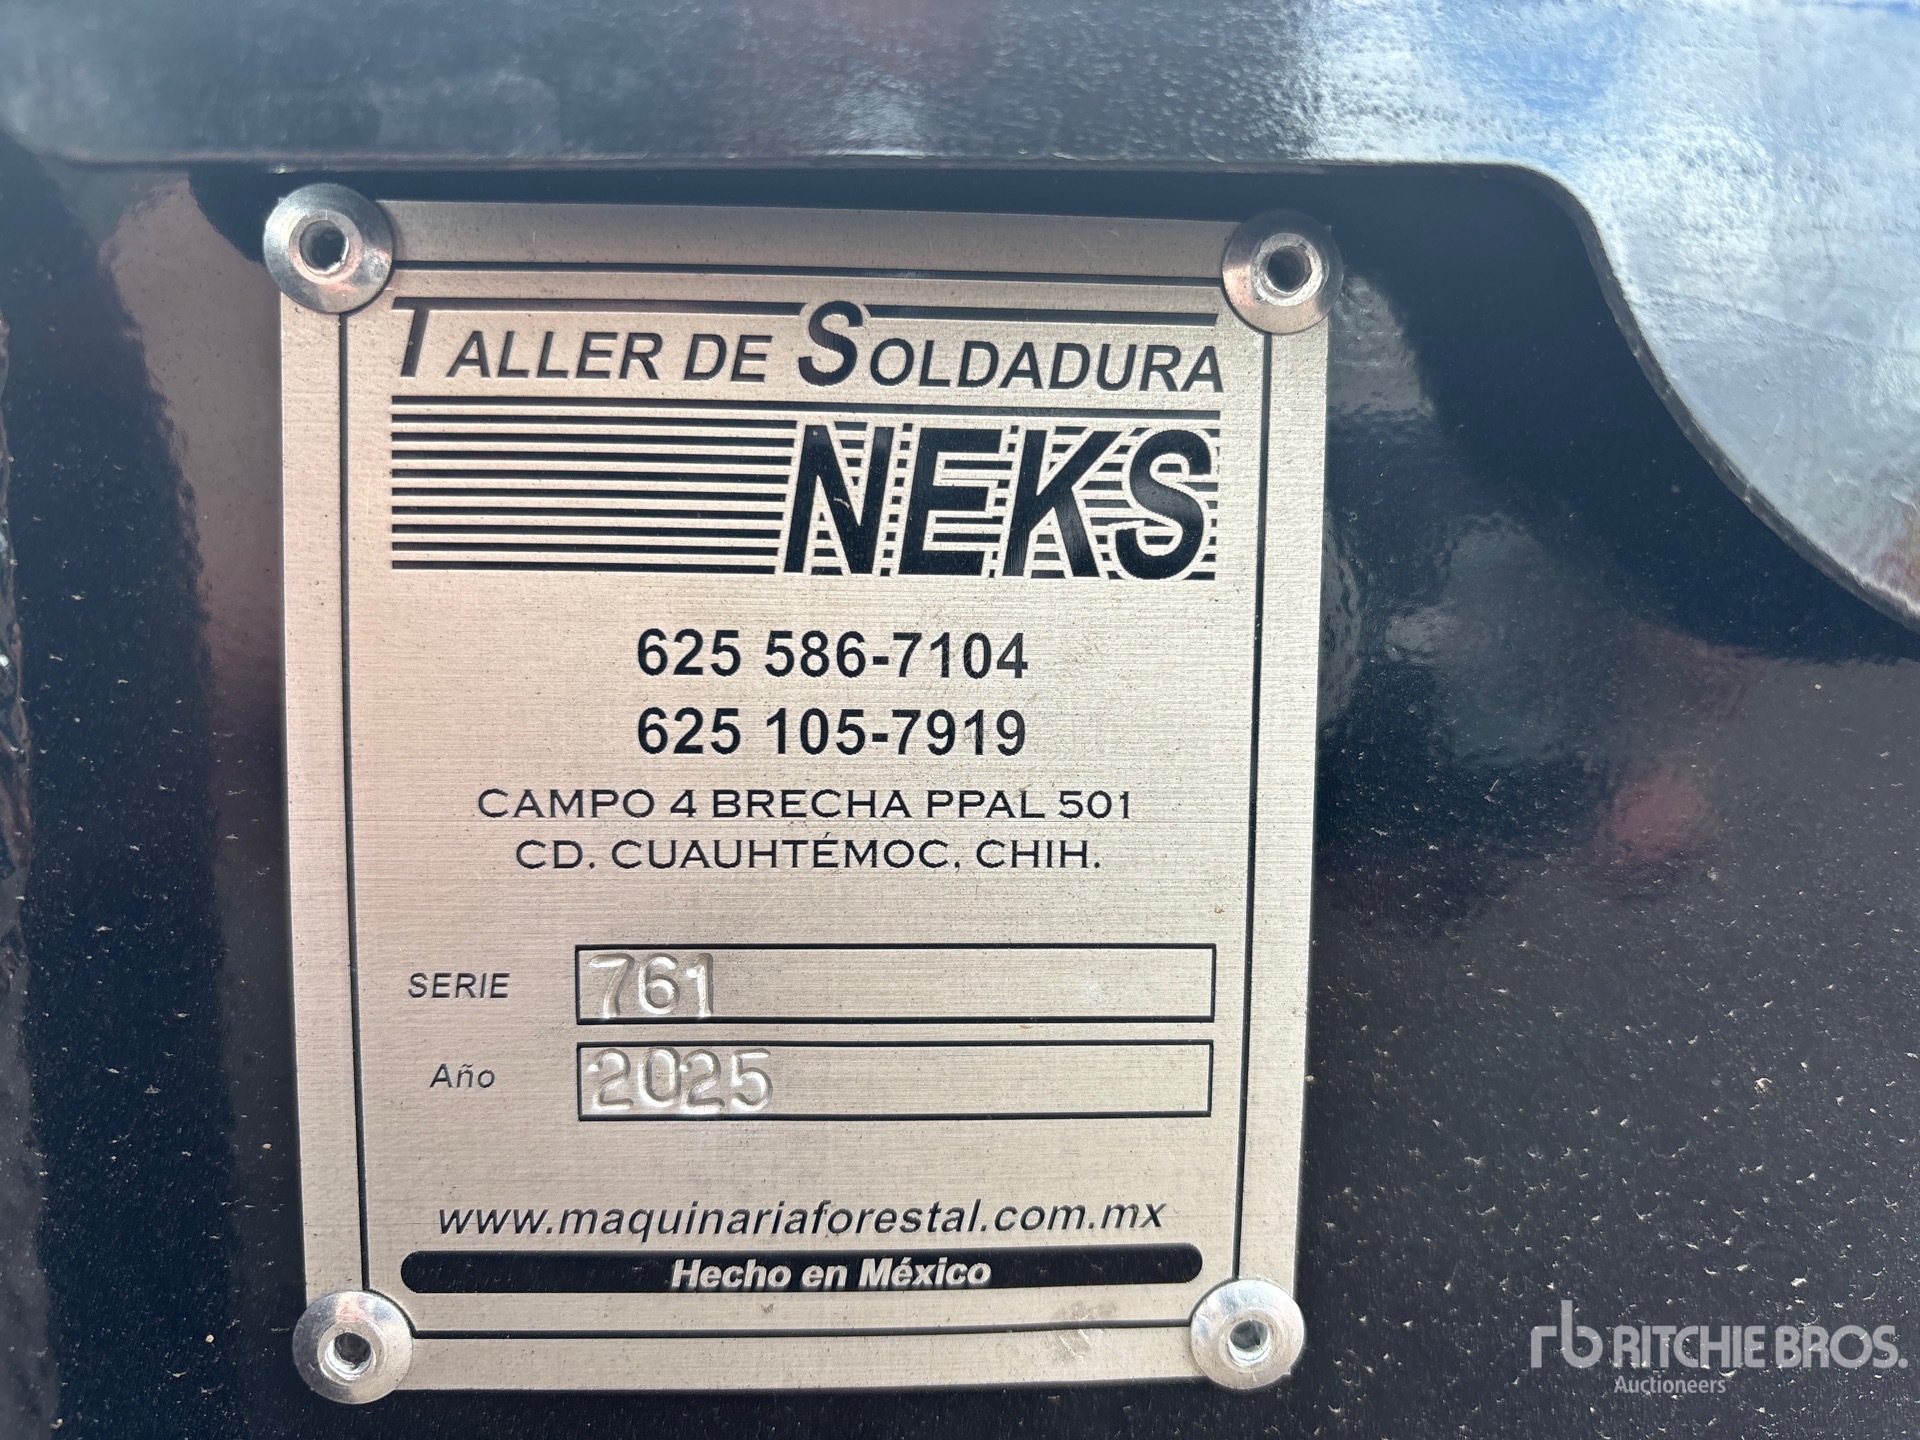 TALLER DE SOLDADURA
NEKS
625 586-7104
625 105-7919
CAMPO 4 BRECHA PPAL 501
CD. CUAUHTÉMOC, CHIH.
SERIE 761
Año 2025
www.maquinariaforestal.com.mx
Hecho en México
rb RITCHIE BROS.
Auctioneers